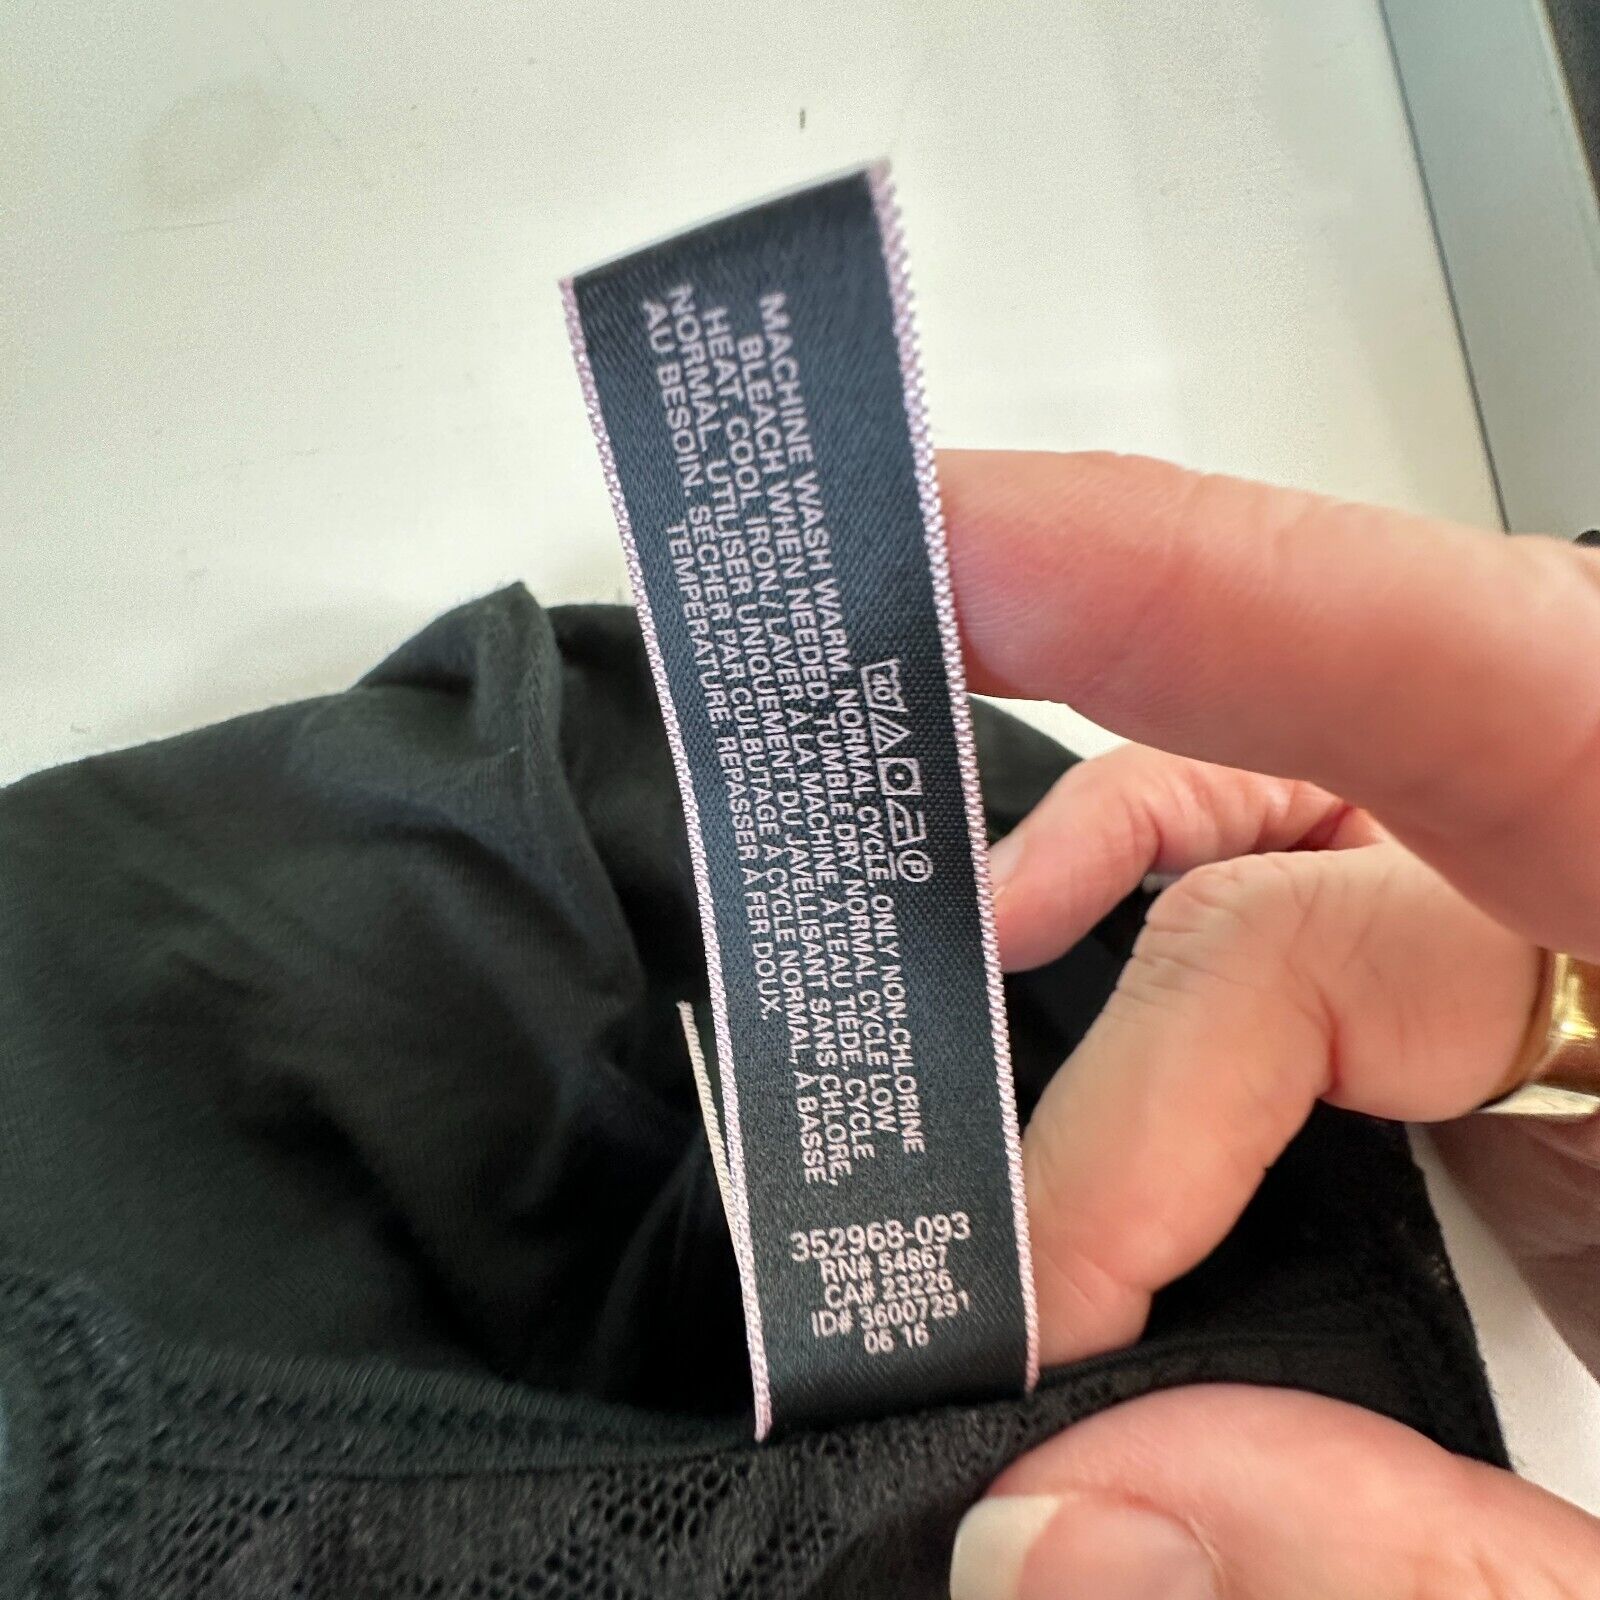 40 P
MACHINE WASH WARM. NORMAL CYCLE. ONLY NON-CHLORINE
BLEACH WHEN NEEDED. TUMBLE DRY NORMAL CYCLE LOW
HEAT. COOL IRON / LAVER À LA MACHINE, À L'EAU TIÈDE, CYCLE
NORMAL. UTILISER UNIQUEMENT DU JAVELLISANT SANS CHLORE,
AU BESOIN. SÉCHER PAR CULBUTAGE À CYCLE NORMAL, À BASSE
TEMPÉRATURE. REPASSER À FER DOUX.
352968-093
RN# 54867
CA# 23226
ID# 36007291
06 16